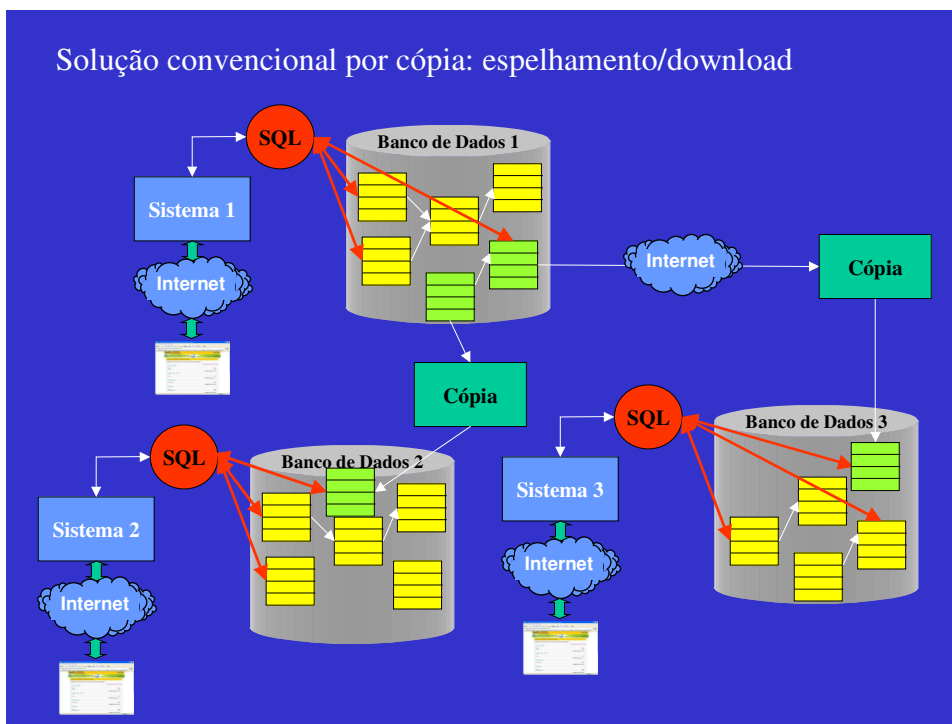 Solução convencional por cópia: espelhamento/download
SQL
Banco de Dados 1
Sistema 1
Internet
Internet
Cópia
Cópia
SQL
Banco de Dados 3
SQL
Banco de Dados 2
Sistema 3
Sistema 2
Internet
Internet